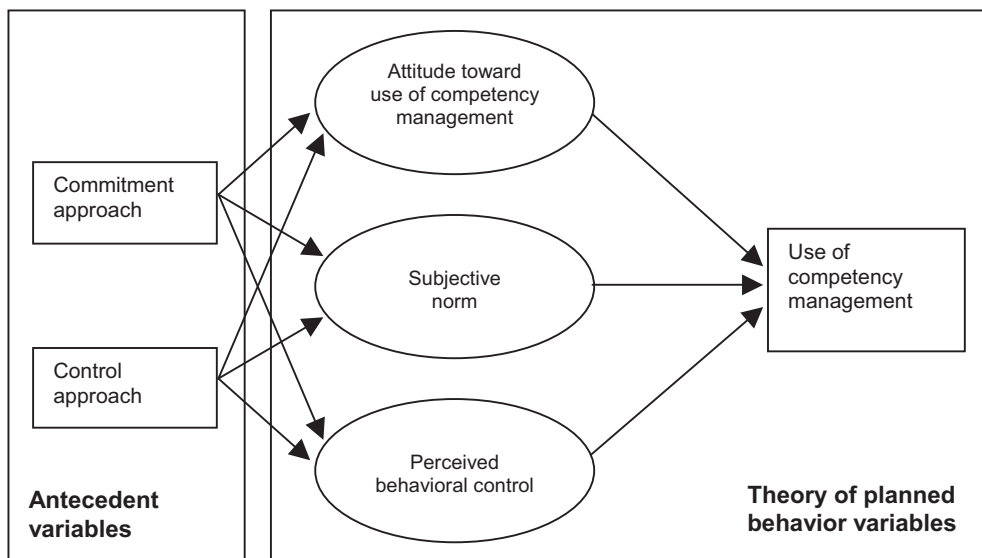 Attitude toward
use of competency
management
Commitment
approach
Subjective
norm
Use of
competency
management
Control
approach
Perceived
behavioral control
Antecedent
variables
Theory of planned
behavior variables